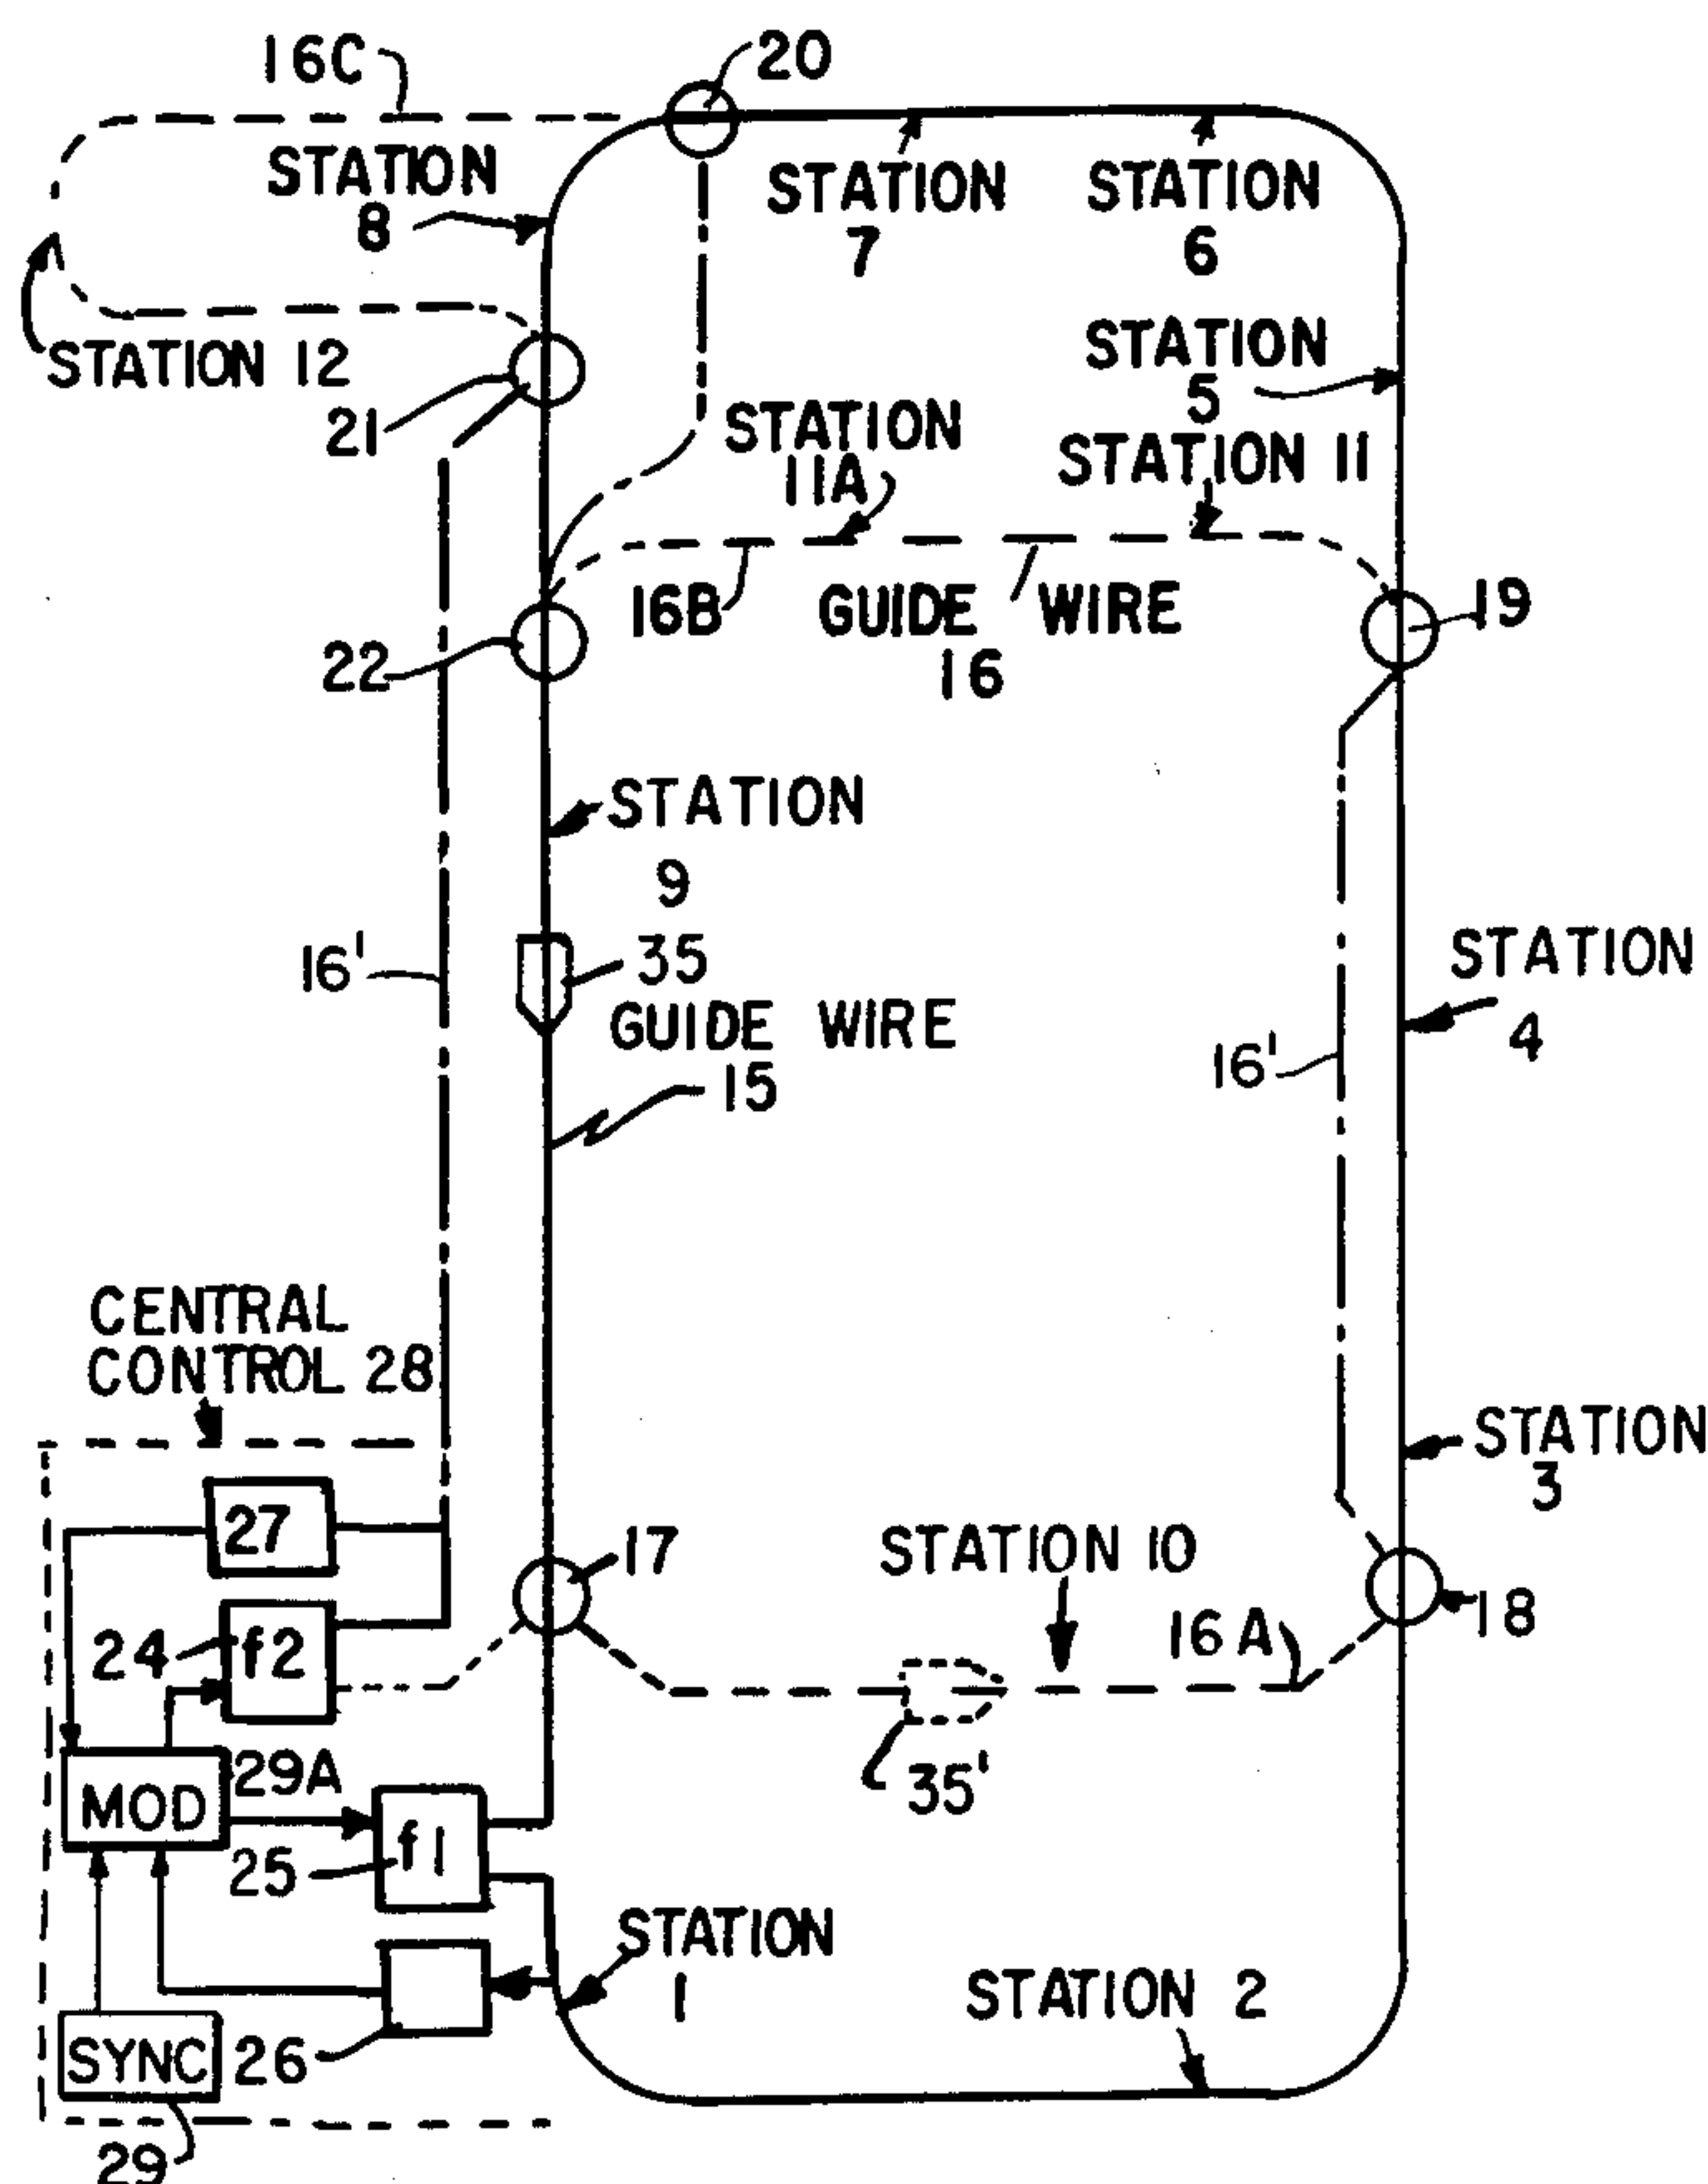 16C
20
STATION
8
STATION
7
STATION
6
STATION 12
21
STATION
5
STATION
11A
STATION 11
16B
GUIDE WIRE
16
19
22
STATION
9
35
GUIDE WIRE
15
16'
STATION
4
16'
CENTRAL
CONTROL 28
STATION
3
27
17
STATION 10
16A
18
24
f2
35'
29A
MOD
25
f1
STATION
1
STATION 2
SYNC
26
29